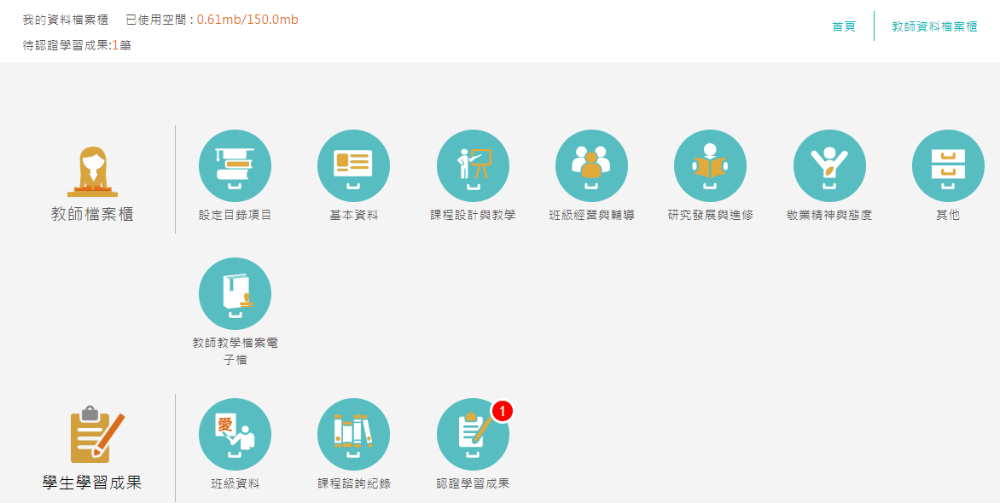 我的資料檔案櫃 已使用空間 : 0.61mb/150.0mb
待認證學習成果:1筆
首頁 教師資料檔案櫃
教師檔案櫃
設定目錄項目 基本資料 課程設計與教學 班級經營與輔導 研究發展與進修 敬業精神與態度 其他
教師教學檔案電
子檔
愛
1
學生學習成果
班級資料 課程諮詢紀錄 認證學習成果